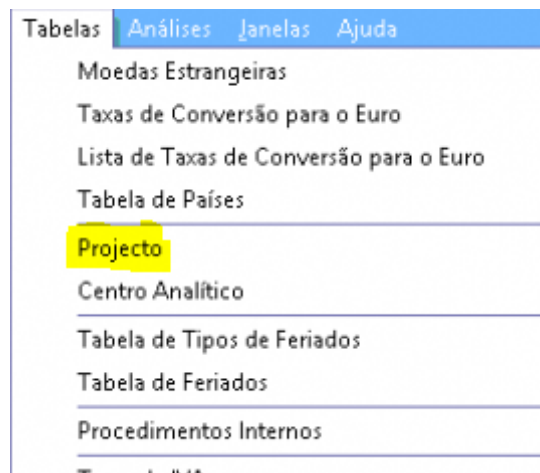 Tabelas Análises Janelas Ajuda
Moedas Estrangeiras
Taxas de Conversão para o Euro
Lista de Taxas de Conversão para o Euro
Tabela de Países
Projecto
Centro Analítico
Tabela de Tipos de Feriados
Tabela de Feriados
Procedimentos Internos